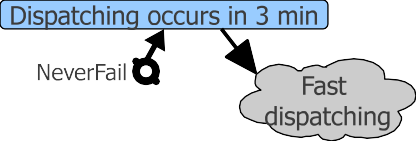 Dispatching occurs in 3 min
NeverFail
Fast
dispatching